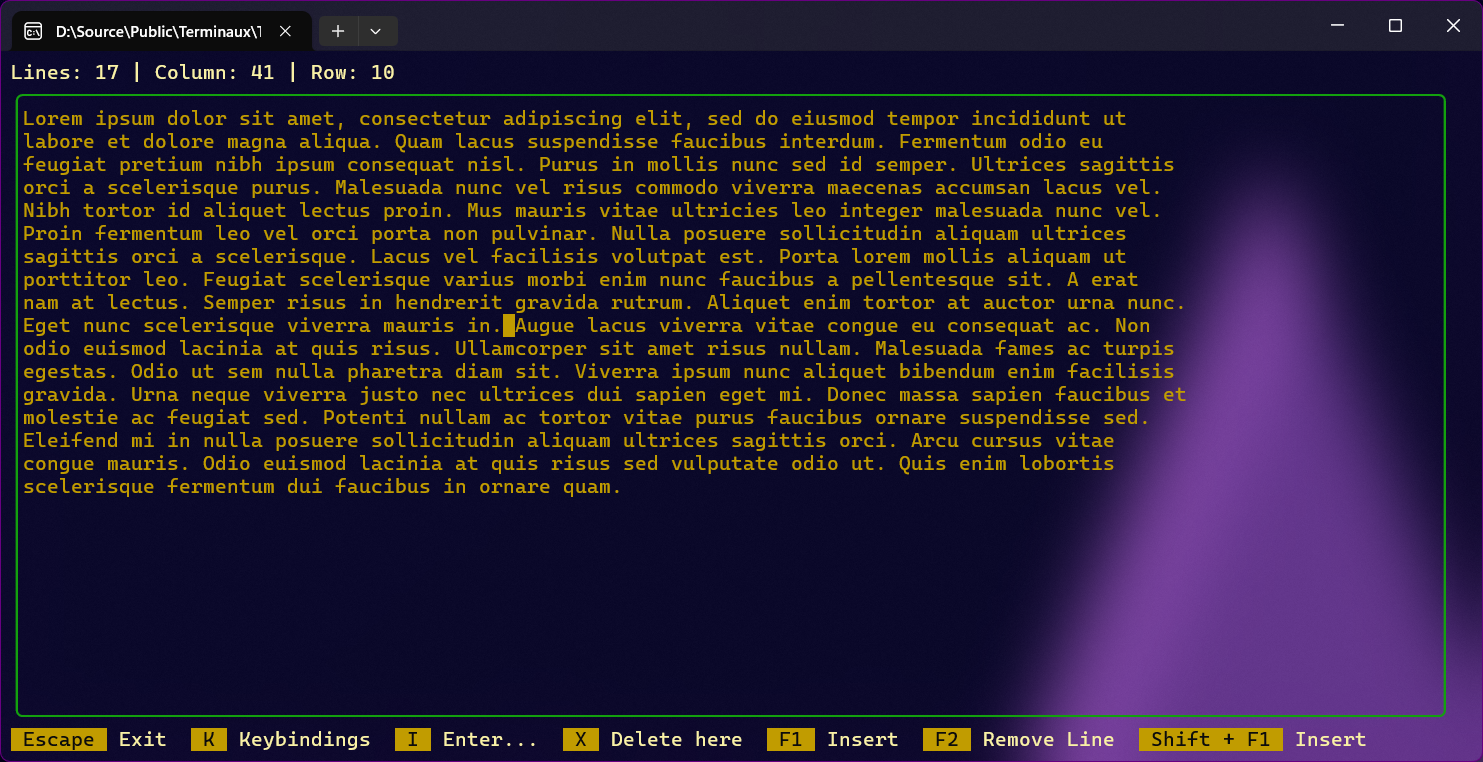 D:\Source\Public\Terminaux\
Lines: 17 | Column: 41 | Row: 10
Lorem ipsum dolor sit amet, consectetur adipiscing elit, sed do eiusmod tempor incididunt ut
labore et dolore magna aliqua. Quam lacus suspendisse faucibus interdum. Fermentum odio eu
feugiat pretium nibh ipsum consequat nisl. Purus in mollis nunc sed id semper. Ultrices sagittis
orci a scelerisque purus. Malesuada nunc vel risus commodo viverra maecenas accumsan lacus vel.
Nibh tortor id aliquet lectus proin. Mus mauris vitae ultricies leo integer malesuada nunc vel.
Proin fermentum leo vel orci porta non pulvinar. Nulla posuere sollicitudin aliquam ultrices
sagittis orci a scelerisque. Lacus vel facilisis volutpat est. Porta lorem mollis aliquam ut
porttitor leo. Feugiat scelerisque varius morbi enim nunc faucibus a pellentesque sit. A erat
nam at lectus. Semper risus in hendrerit gravida rutrum. Aliquet enim tortor at auctor urna nunc.
Eget nunc scelerisque viverra mauris in. Augue lacus viverra vitae congue eu consequat ac. Non
odio euismod lacinia at quis risus. Ullamcorper sit amet risus nullam. Malesuada fames ac turpis
egestas. Odio ut sem nulla pharetra diam sit. Viverra ipsum nunc aliquet bibendum enim facilisis
gravida. Urna neque viverra justo nec ultrices dui sapien eget mi. Donec massa sapien faucibus et
molestie ac feugiat sed. Potenti nullam ac tortor vitae purus faucibus ornare suspendisse sed.
Eleifend mi in nulla posuere sollicitudin aliquam ultrices sagittis orci. Arcu cursus vitae
congue mauris. Odio euismod lacinia at quis risus sed vulputate odio ut. Quis enim lobortis
scelerisque fermentum dui faucibus in ornare quam.
Escape Exit K Keybindings I Enter... X Delete here F1 Insert F2 Remove Line Shift + F1 Insert